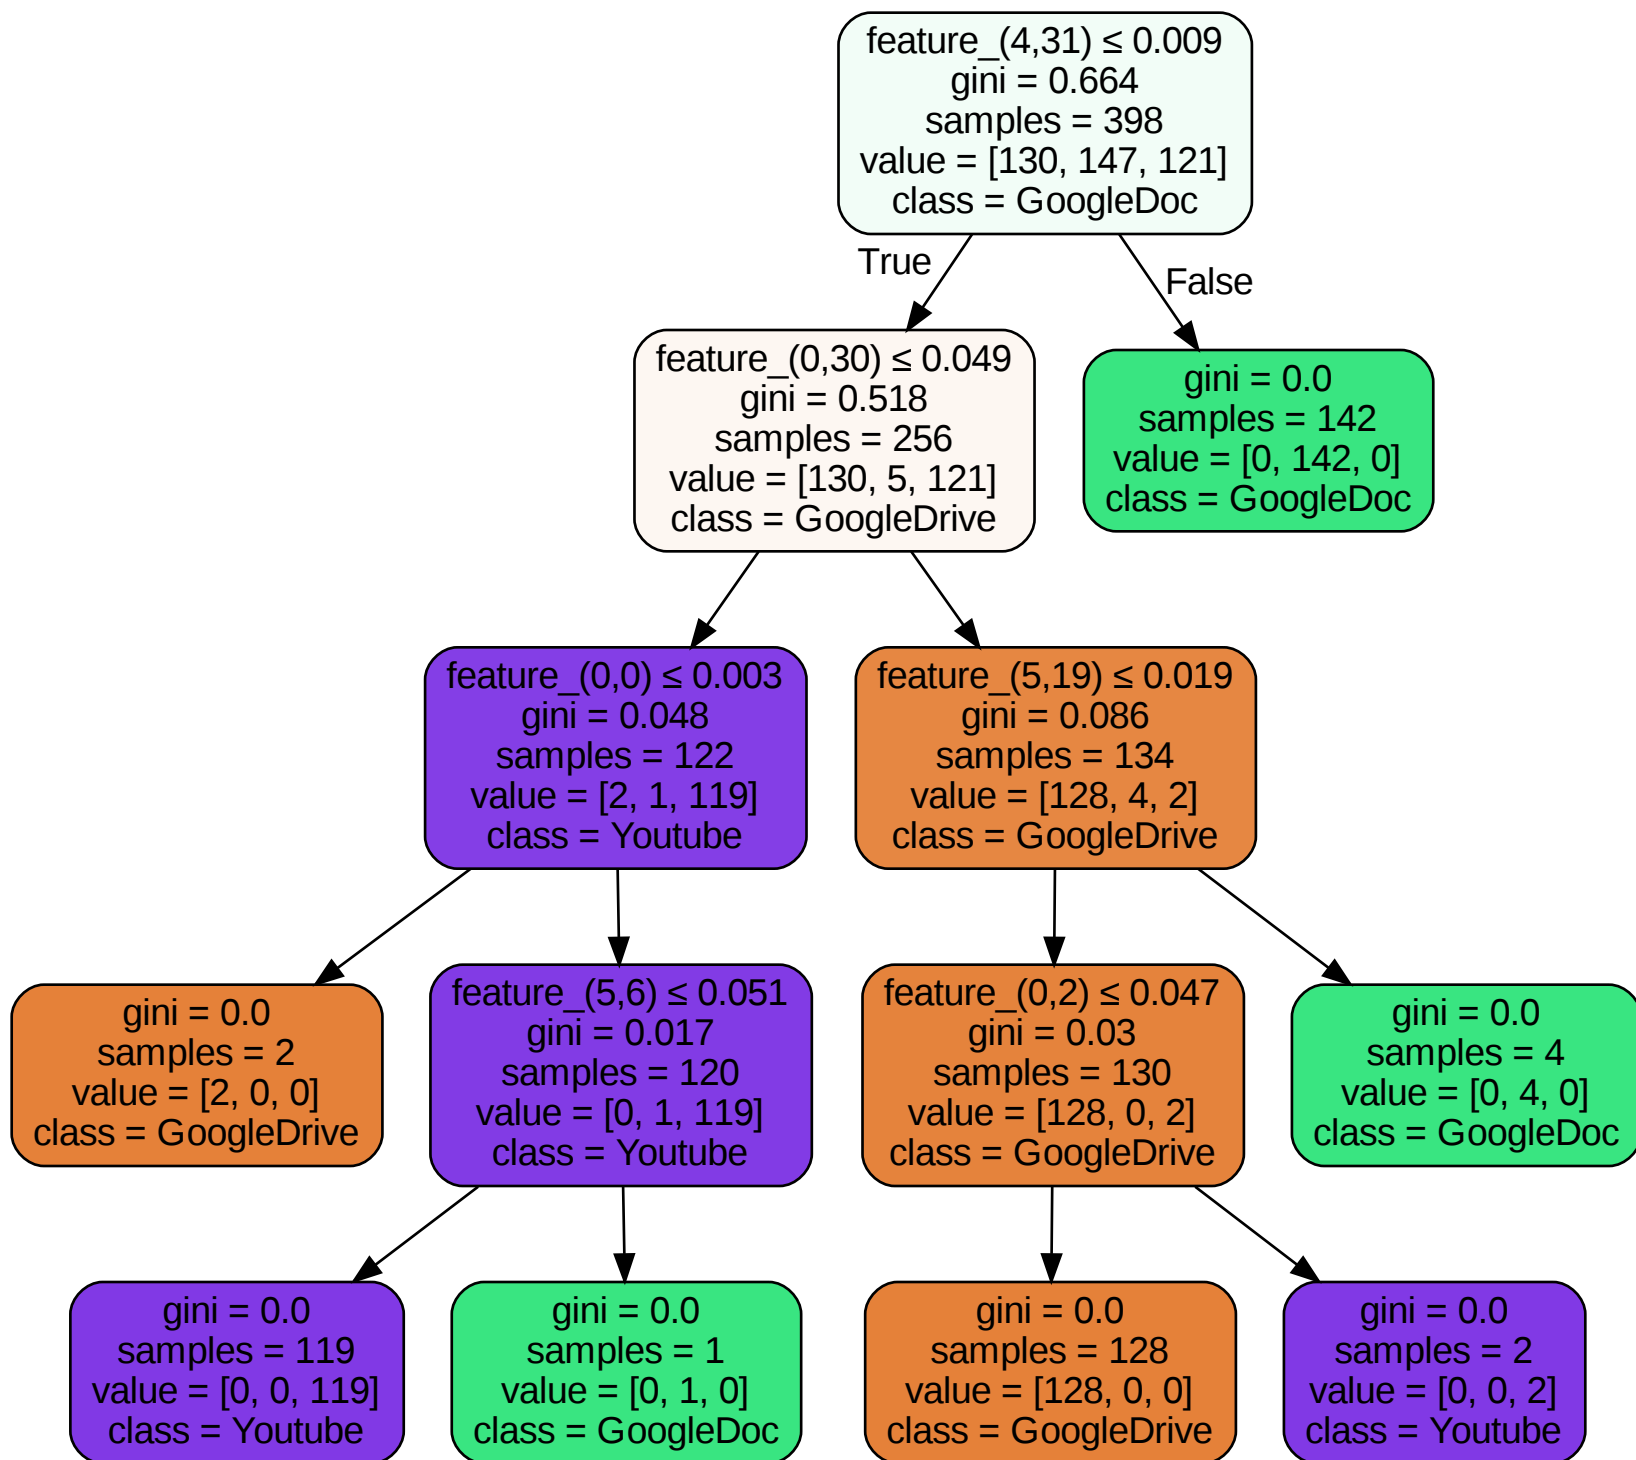 feature_(4,31) ≤ 0.009
gini = 0.664
samples = 398
value = [130, 147, 121]
class = GoogleDoc
True
False
feature_(0,30) ≤ 0.049
gini = 0.518
samples = 256
value = [130, 5, 121]
class = GoogleDrive
gini = 0.0
samples = 142
value = [0, 142, 0]
class = GoogleDoc
feature_(0,0) ≤ 0.003
gini = 0.048
samples = 122
value = [2, 1, 119]
class = Youtube
feature_(5,19) ≤ 0.019
gini = 0.086
samples = 134
value = [128, 4, 2]
class = GoogleDrive
gini = 0.0
samples = 2
value = [2, 0, 0]
class = GoogleDrive
feature_(5,6) ≤ 0.051
gini = 0.017
samples = 120
value = [0, 1, 119]
class = Youtube
feature_(0,2) ≤ 0.047
gini = 0.03
samples = 130
value = [128, 0, 2]
class = GoogleDrive
gini = 0.0
samples = 4
value = [0, 4, 0]
class = GoogleDoc
gini = 0.0
samples = 119
value = [0, 0, 119]
class = Youtube
gini = 0.0
samples = 1
value = [0, 1, 0]
class = GoogleDoc
gini = 0.0
samples = 128
value = [128, 0, 0]
class = GoogleDrive
gini = 0.0
samples = 2
value = [0, 0, 2]
class = Youtube